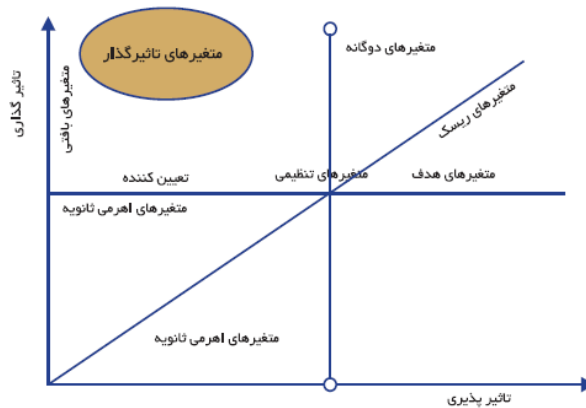 متغیرهای تاثیرگذار
متغیرهای دوگانه
تاثیر گذاری
متغیرهای بافتی
متغیرهای ریسک
تعیین کننده
متغیرهای تنظیمی
متغیرهای هدف
متغیرهای اهرمی ثانویه
متغیرهای اهرمی ثانویه
تاثیر پذیری